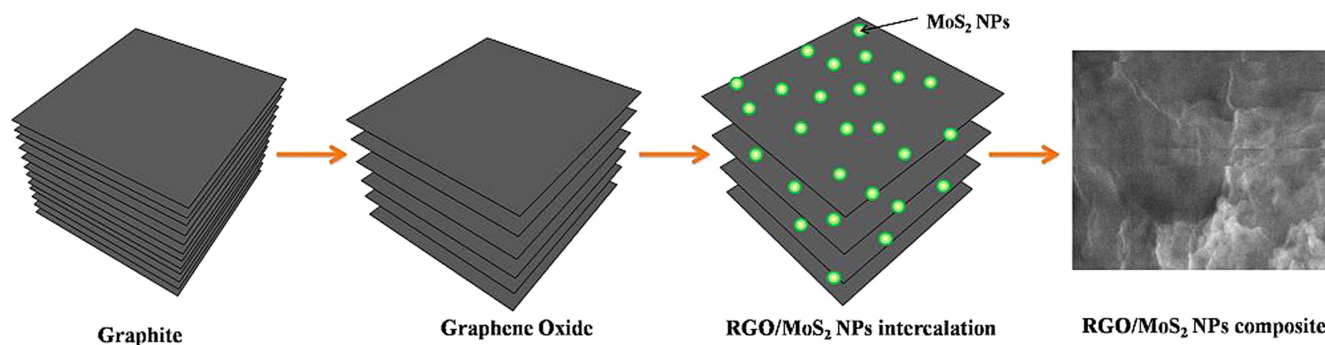 MoS₂ NPs
Graphite
Graphene Oxide
RGO/MoS₂ NPs intercalation
RGO/MoS₂ NPs composite